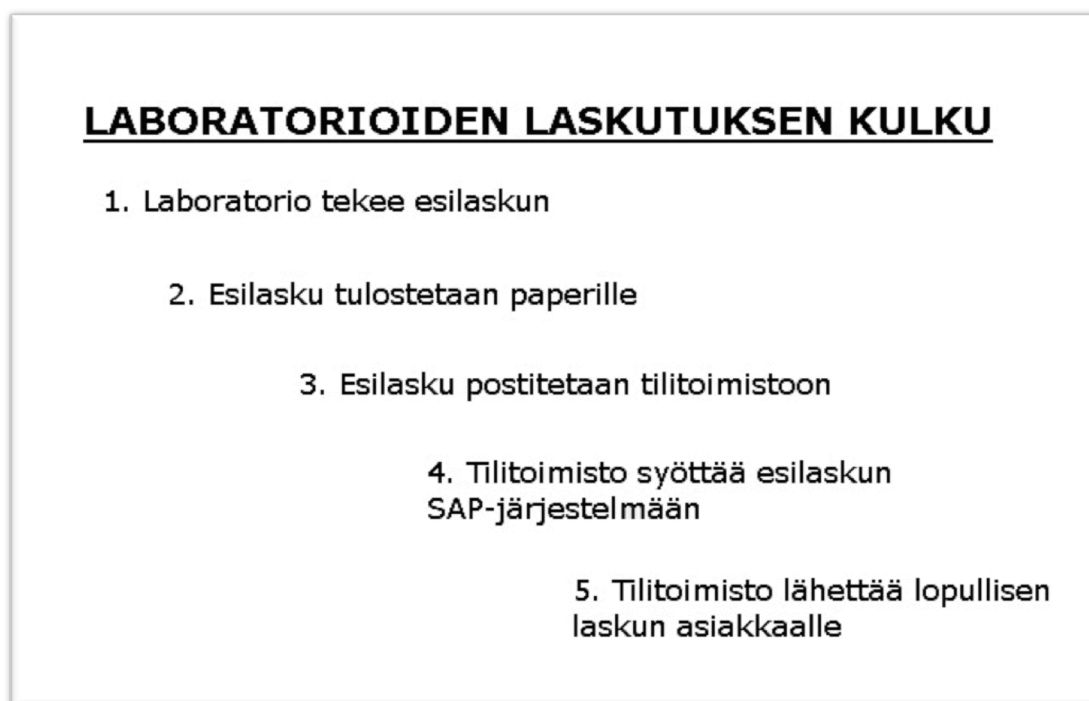 LABORATORIOIDEN LASKUTUKSEN KULKU
1. Laboratorio tekee esilaskun
2. Esilasku tulostetaan paperille
3. Esilasku postitetaan tilitoimistoon
4. Tilitoimisto syöttää esilaskun
SAP-järjestelmään
5. Tilitoimisto lähettää lopullisen
laskun asiakkaalle